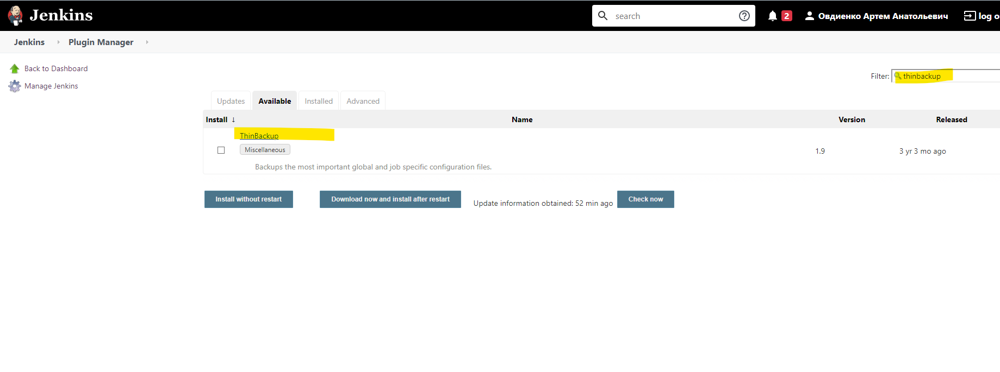 Jenkins
search
2
Овдиенко Артем Анатольевич
log o
Jenkins
Plugin Manager
Back to Dashboard
Manage Jenkins
Filter: thinbackup
Updates
Available
Installed
Advanced
Install ↓
Name
Version
Released
ThinBackup
Miscellaneous
1.9
3 yr 3 mo ago
Backups the most important global and job specific configuration files.
Install without restart
Download now and install after restart
Update information obtained: 52 min ago
Check now